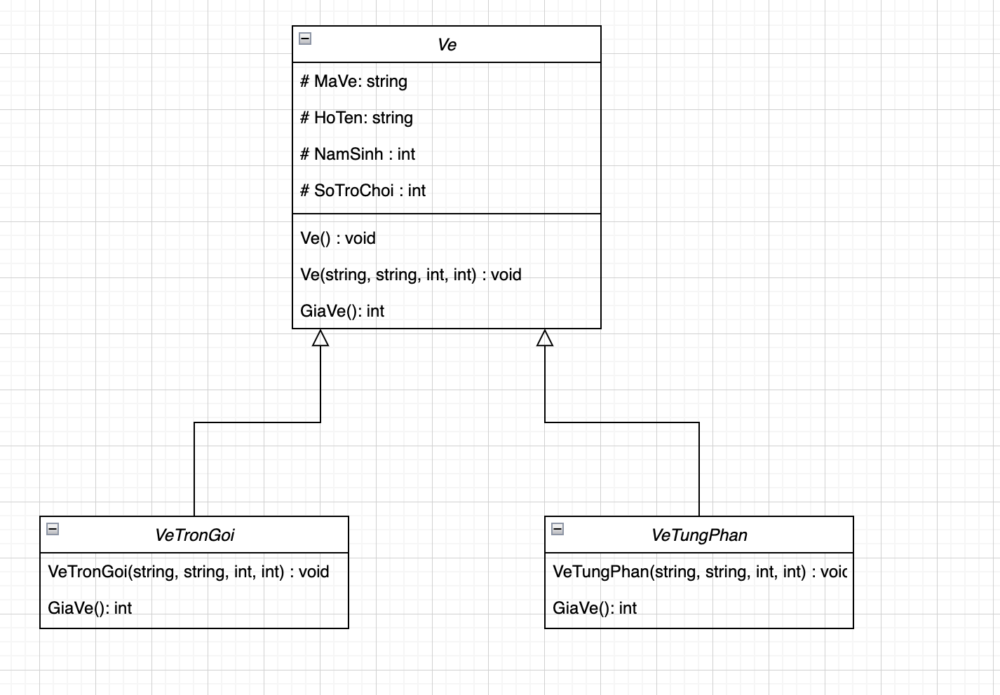 Ve
# MaVe: string
# HoTen: string
# NamSinh : int
# SoTroChoi : int
Ve() : void
Ve(string, string, int, int) : void
GiaVe(): int
VeTronGoi
VeTronGoi(string, string, int, int) : void
GiaVe(): int
VeTungPhan
VeTungPhan(string, string, int, int) : voic
GiaVe(): int